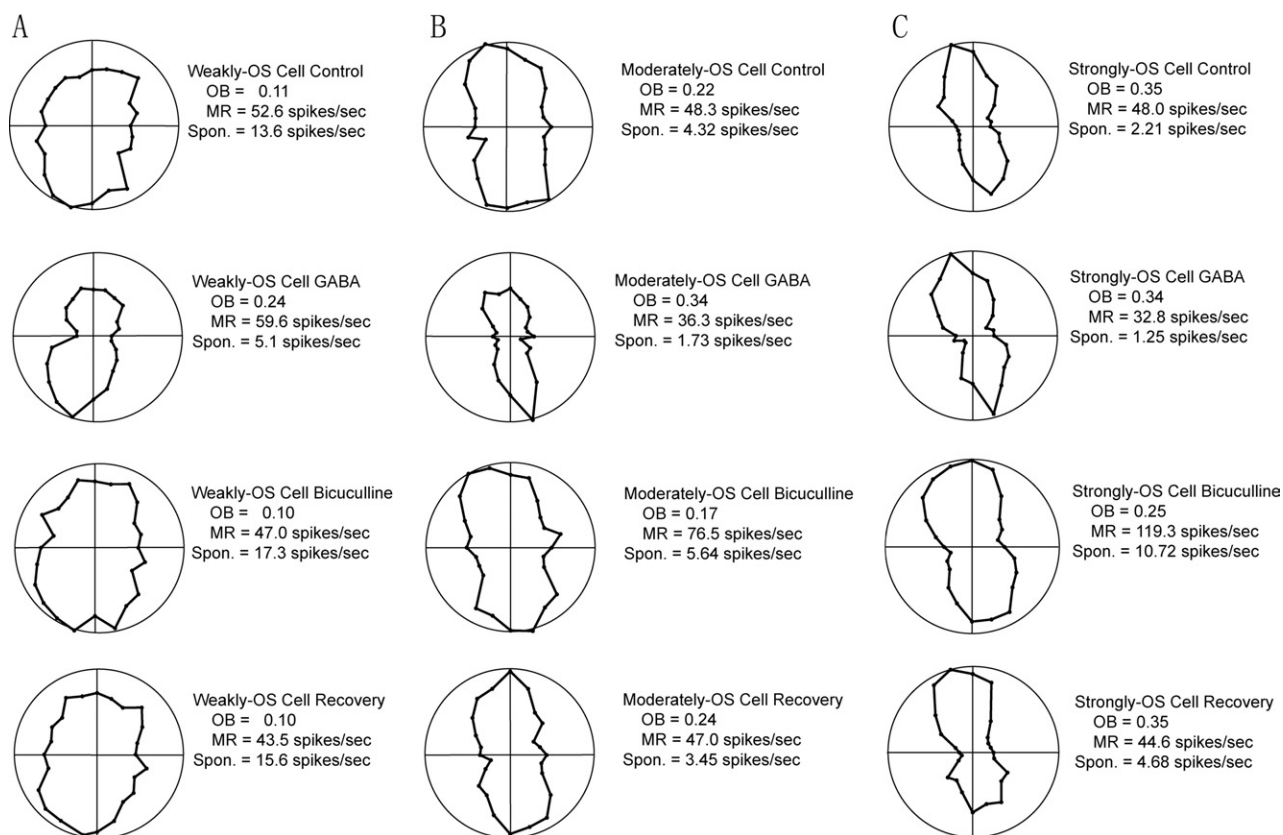 A
Weakly-OS Cell Control
OB = 0.11
MR = 52.6 spikes/sec
Spon. = 13.6 spikes/sec
B
Moderately-OS Cell Control
OB = 0.22
MR = 48.3 spikes/sec
Spon. = 4.32 spikes/sec
C
Strongly-OS Cell Control
OB = 0.35
MR = 48.0 spikes/sec
Spon. = 2.21 spikes/sec
Weakly-OS Cell GABA
OB = 0.24
MR = 59.6 spikes/sec
Spon. = 5.1 spikes/sec
Moderately-OS Cell GABA
OB = 0.34
MR = 36.3 spikes/sec
Spon. = 1.73 spikes/sec
Strongly-OS Cell GABA
OB = 0.34
MR = 32.8 spikes/sec
Spon. = 1.25 spikes/sec
Weakly-OS Cell Bicuculline
OB = 0.10
MR = 47.0 spikes/sec
Spon. = 17.3 spikes/sec
Moderately-OS Cell Bicuculline
OB = 0.17
MR = 76.5 spikes/sec
Spon. = 5.64 spikes/sec
Strongly-OS Cell Bicuculline
OB = 0.25
MR = 119.3 spikes/sec
Spon. = 10.72 spikes/sec
Weakly-OS Cell Recovery
OB = 0.10
MR = 43.5 spikes/sec
Spon. = 15.6 spikes/sec
Moderately-OS Cell Recovery
OB = 0.24
MR = 47.0 spikes/sec
Spon. = 3.45 spikes/sec
Strongly-OS Cell Recovery
OB = 0.35
MR = 44.6 spikes/sec
Spon. = 4.68 spikes/sec